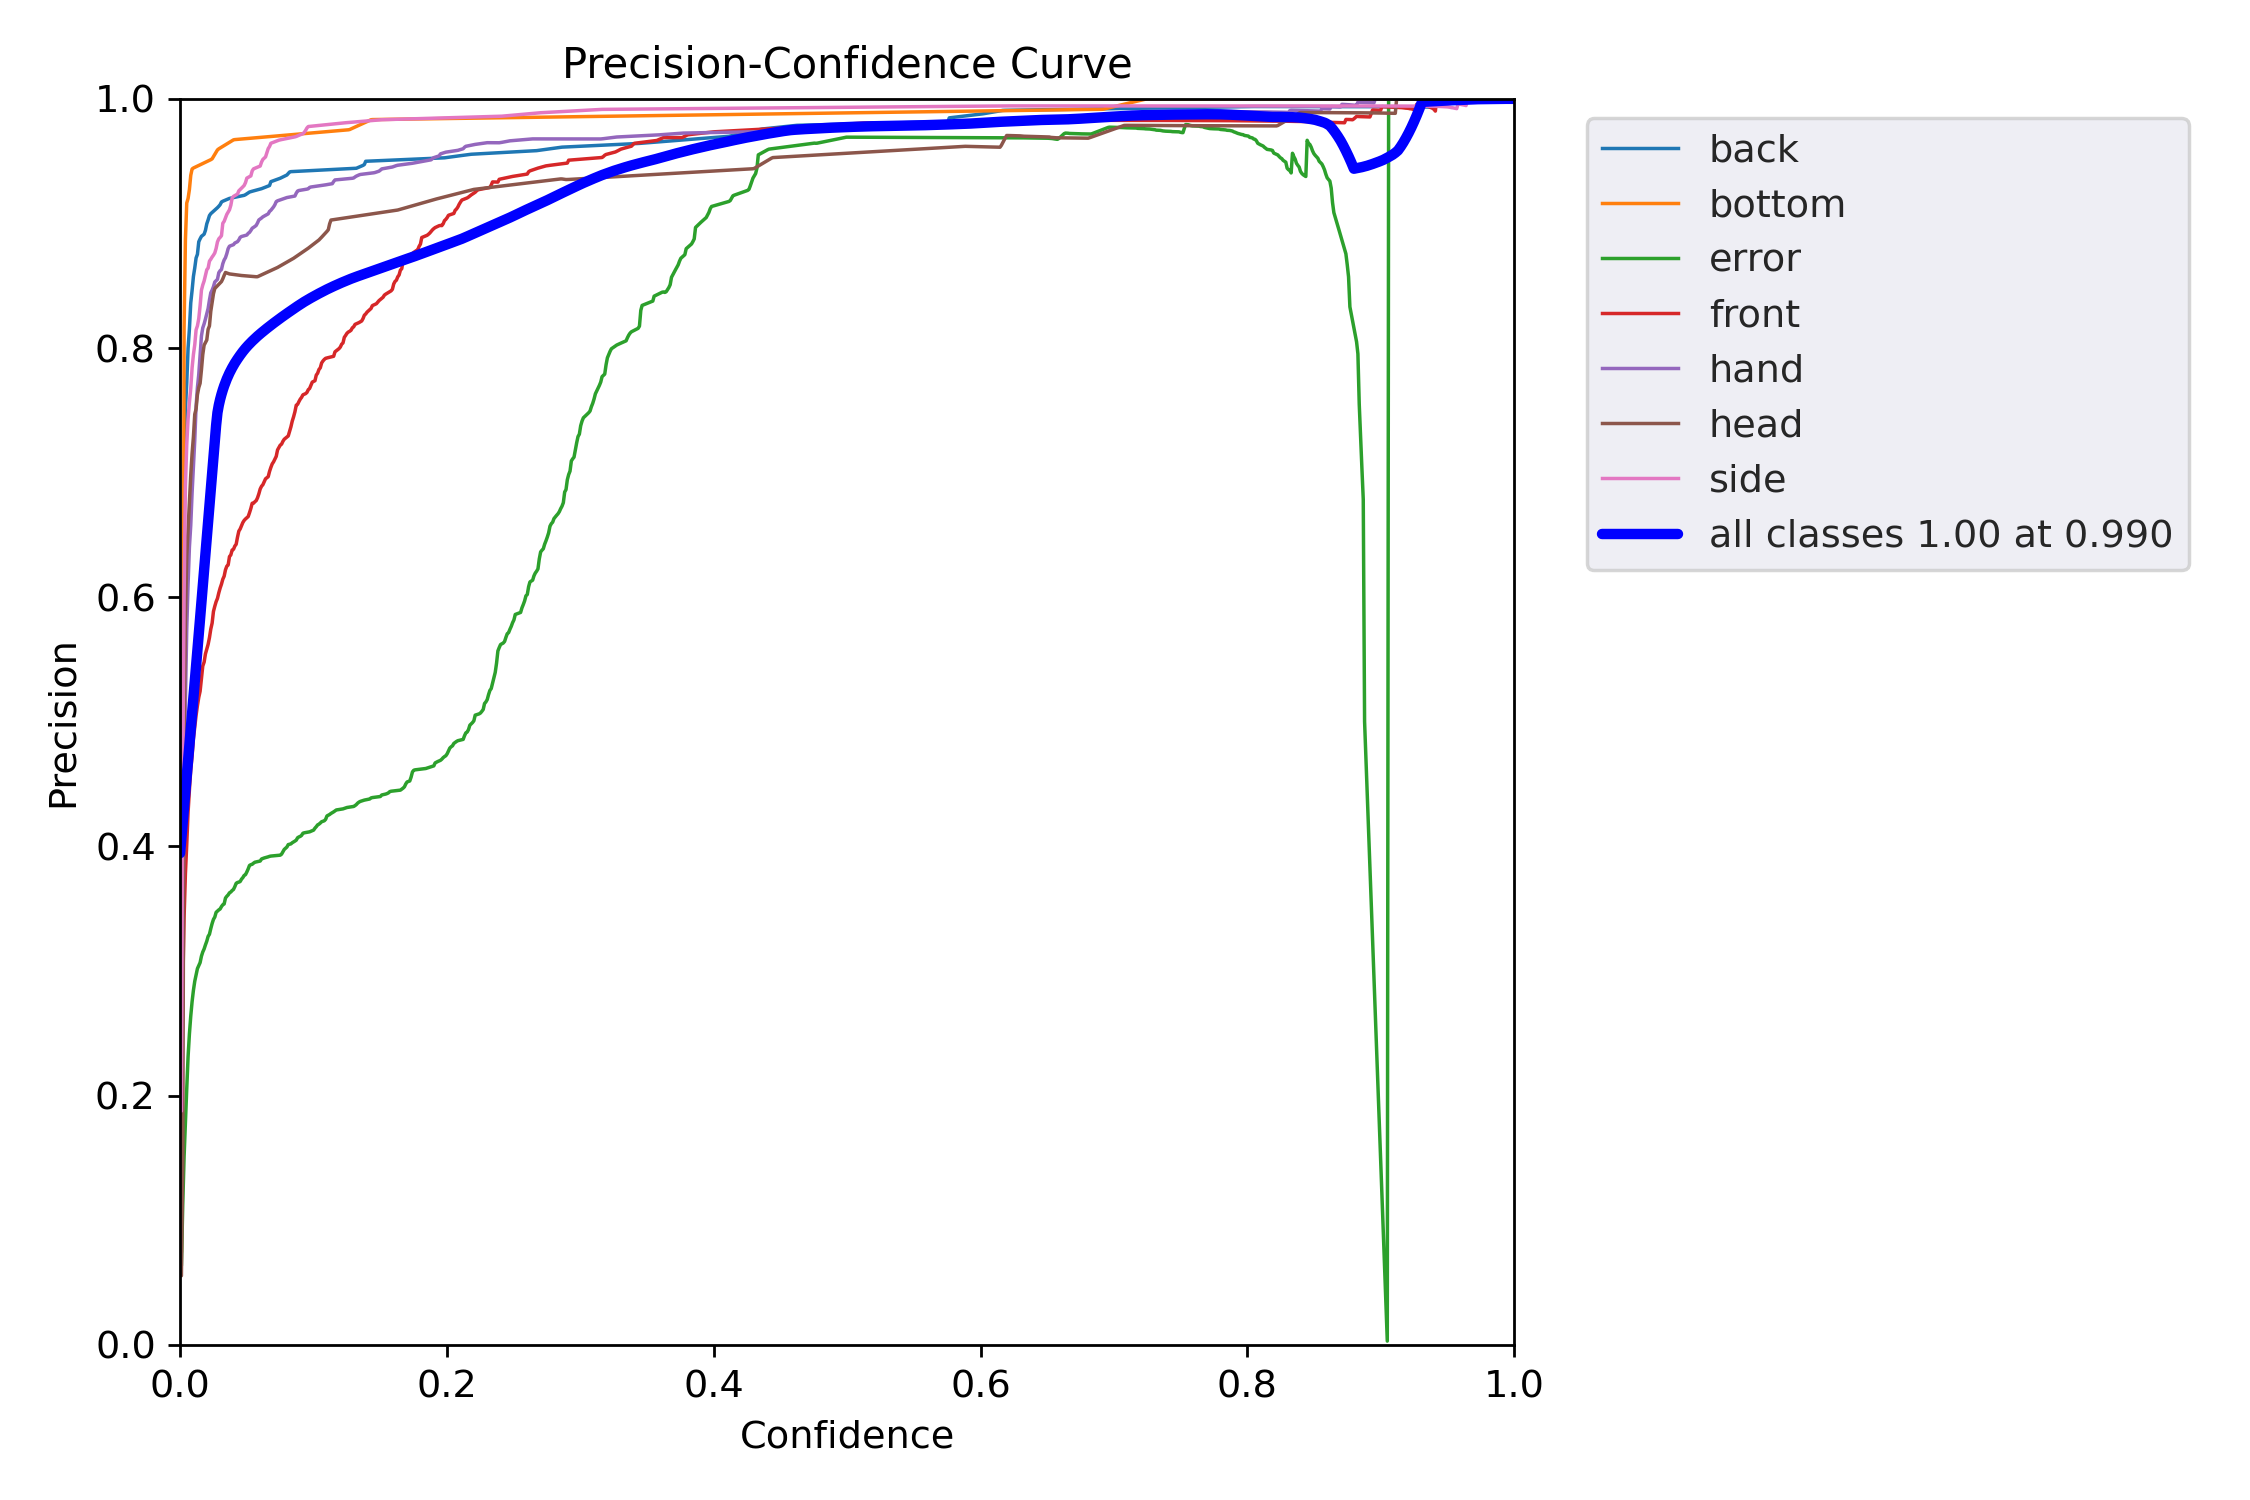 Precision-Confidence Curve
1.0
0.8
0.6
0.4
0.2
0.0
Precision
0.0 0.2 0.4 0.6 0.8 1.0
Confidence
back
bottom
error
front
hand
head
side
all classes 1.00 at 0.990